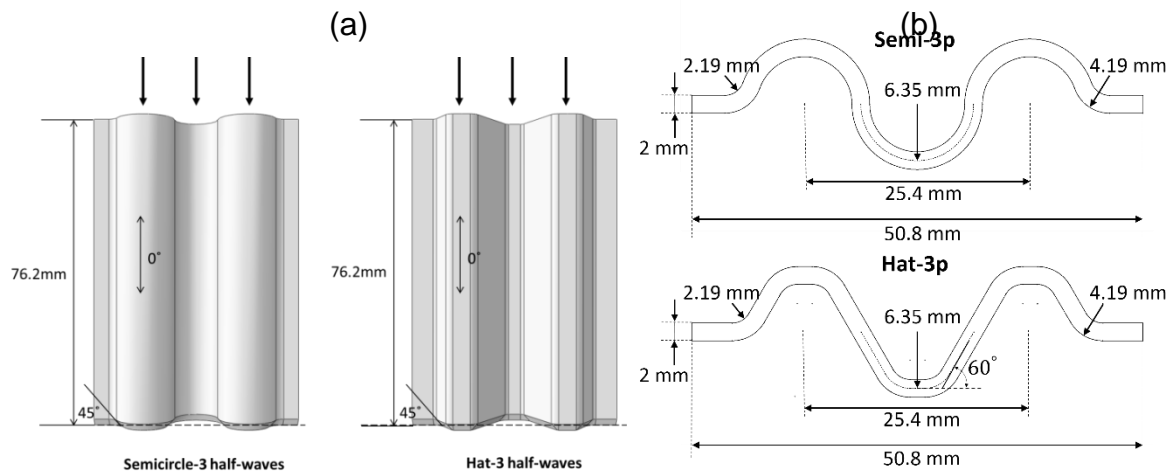 (a)
76.2mm
0°
45°
Semicircle-3 half-waves
76.2mm
0°
45°
Hat-3 half-waves
(b)
Semi-3p
2.19 mm
6.35 mm
4.19 mm
2 mm
25.4 mm
50.8 mm
Hat-3p
2.19 mm
6.35 mm
4.19 mm
2 mm
60°
25.4 mm
50.8 mm